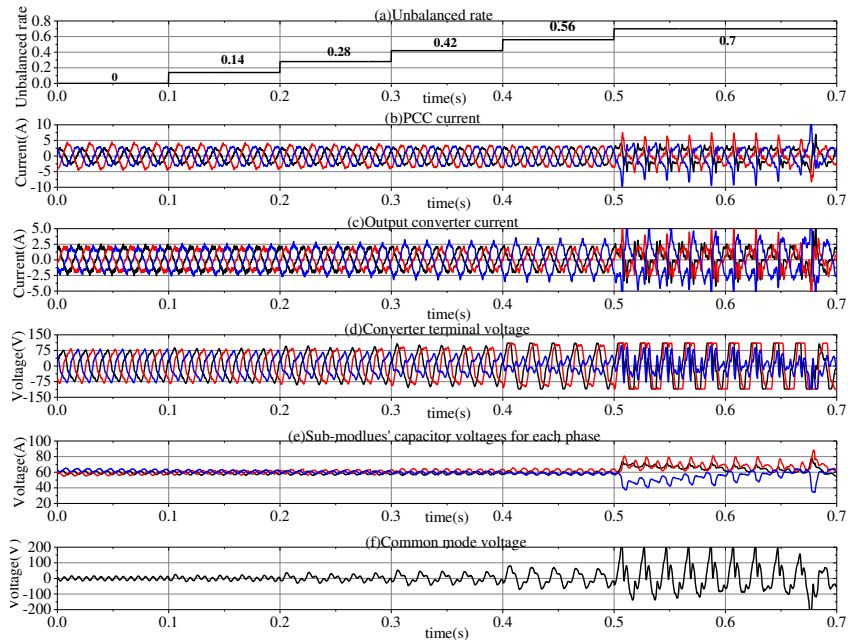 (a)Unbalanced rate
Unbalanced rate
0.8
0.6
0.4
0.2
0.0
0
0.14
0.28
0.42
0.56
0.7
0.0 0.1 0.2 0.3 0.4 0.5 0.6 0.7
time(s)
(b)PCC current
Current(A)
10
5
0
-5
-10
0.0 0.1 0.2 0.3 0.4 0.5 0.6 0.7
time(s)
(c)Output converter current
Current(A)
5.0
2.5
0.0
-2.5
-5.0
0.0 0.1 0.2 0.3 0.4 0.5 0.6 0.7
time(s)
(d)Converter terminal voltage
Voltage(V)
150
75
0
-75
-150
0.0 0.1 0.2 0.3 0.4 0.5 0.6 0.7
time(s)
(e)Sub-modlues' capacitor voltages for each phase
Voltage(A)
100
80
60
40
20
0.0 0.1 0.2 0.3 0.4 0.5 0.6 0.7
time(s)
(f)Common mode voltage
Voltage(V)
200
100
0
-100
-200
0.0 0.1 0.2 0.3 0.4 0.5 0.6 0.7
time(s)